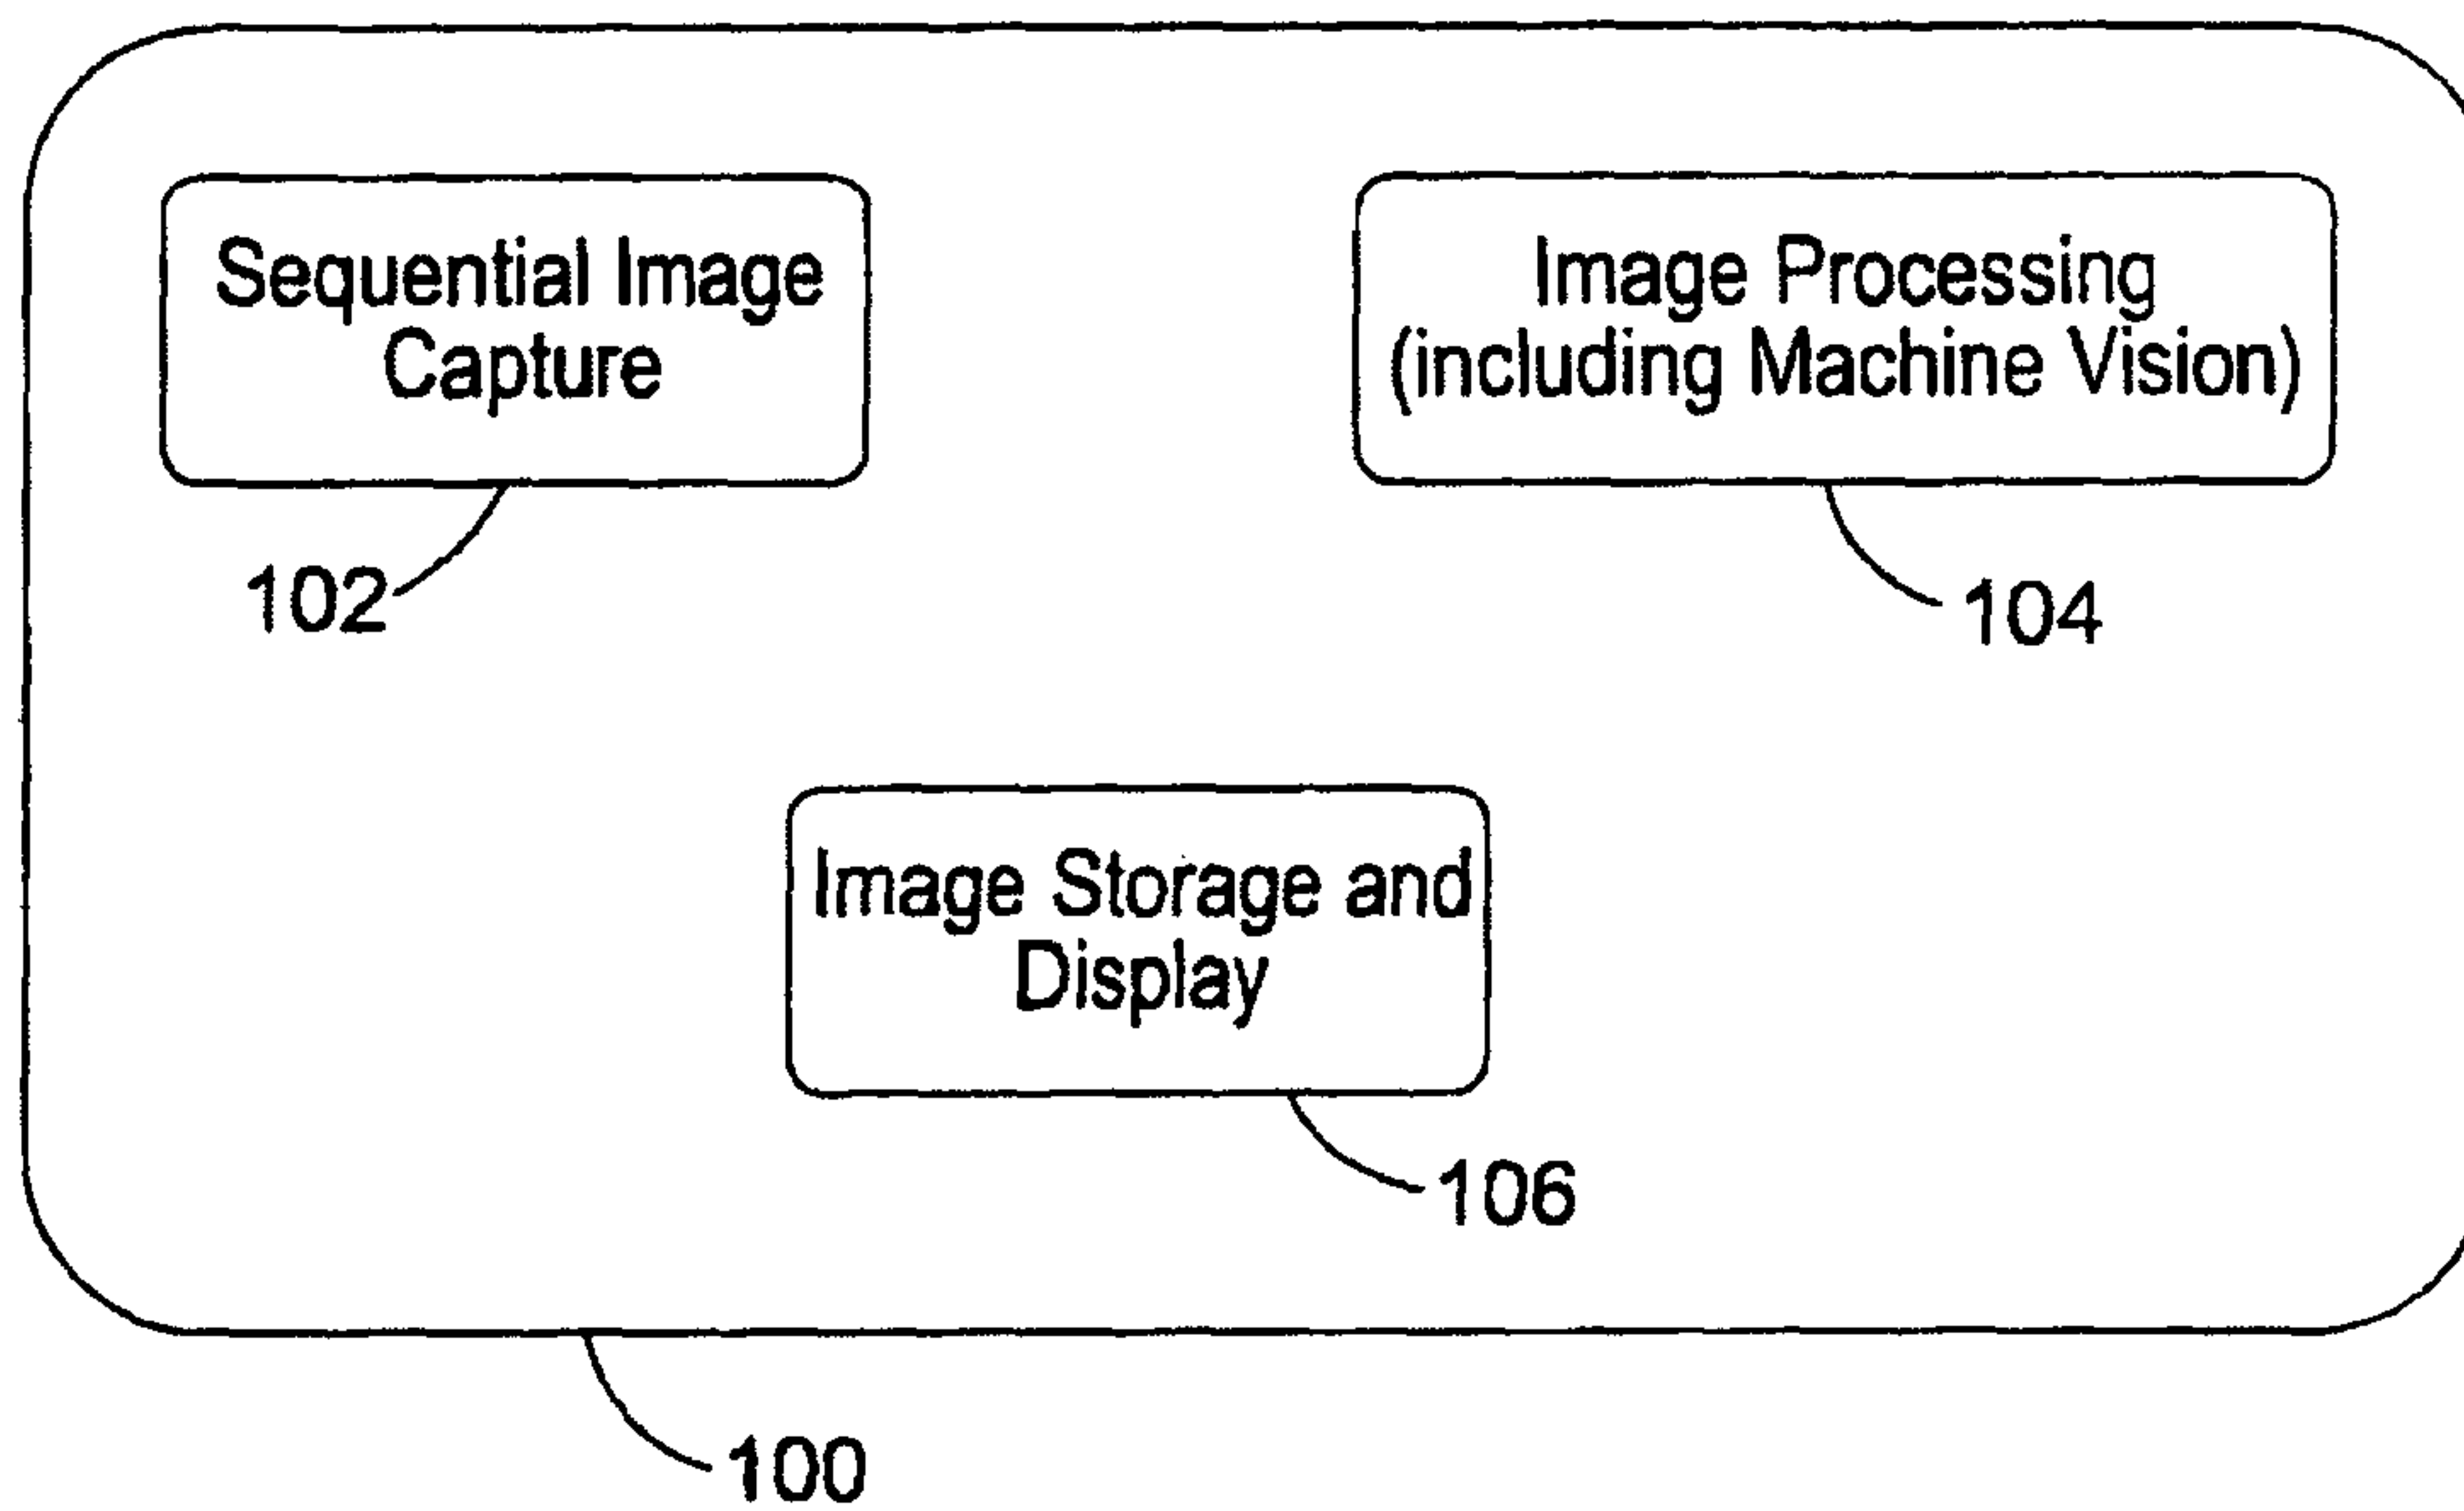 Sequential Image
Capture
102
Image Processing
(including Machine Vision)
104
Image Storage and
Display
106
100